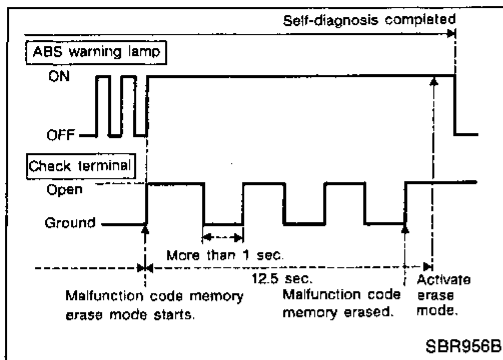 Self-diagnosis completed
ABS warning lamp
ON
OFF
Check terminal
Open
Ground
More than 1 sec.
12.5 sec.
Malfunction code memory
erase mode starts.
Malfunction code
memory erased.
Activate
erase
mode.
SBR956B